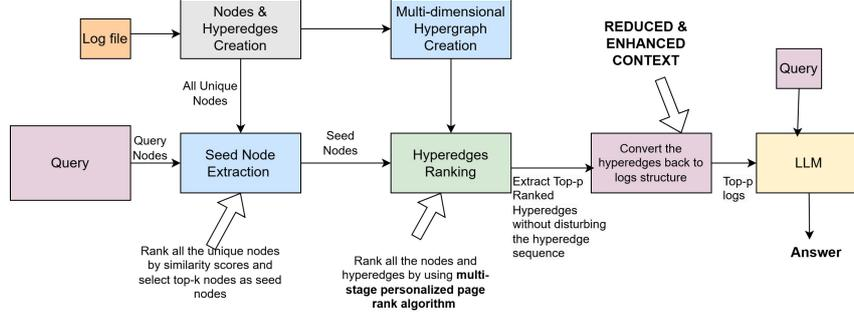 Log file
Nodes &
Hyperedges
Creation
Multi-dimensional
Hypergraph
Creation
REDUCED &
ENHANCED
CONTEXT
Query
All Unique
Nodes
Query
Query
Nodes
Seed Node
Extraction
Seed
Nodes
Hyperedges
Ranking
Extract Top-p
Ranked
Hyperedges
without disturbing
the hyperedge
sequence
Convert the
hyperedges back to
logs structure
Top-p
logs
LLM
Answer
Rank all the unique nodes
by similarity scores and
select top-k nodes as seed
nodes
Rank all the nodes and
hyperedges by using multi-
stage personalized page
rank algorithm